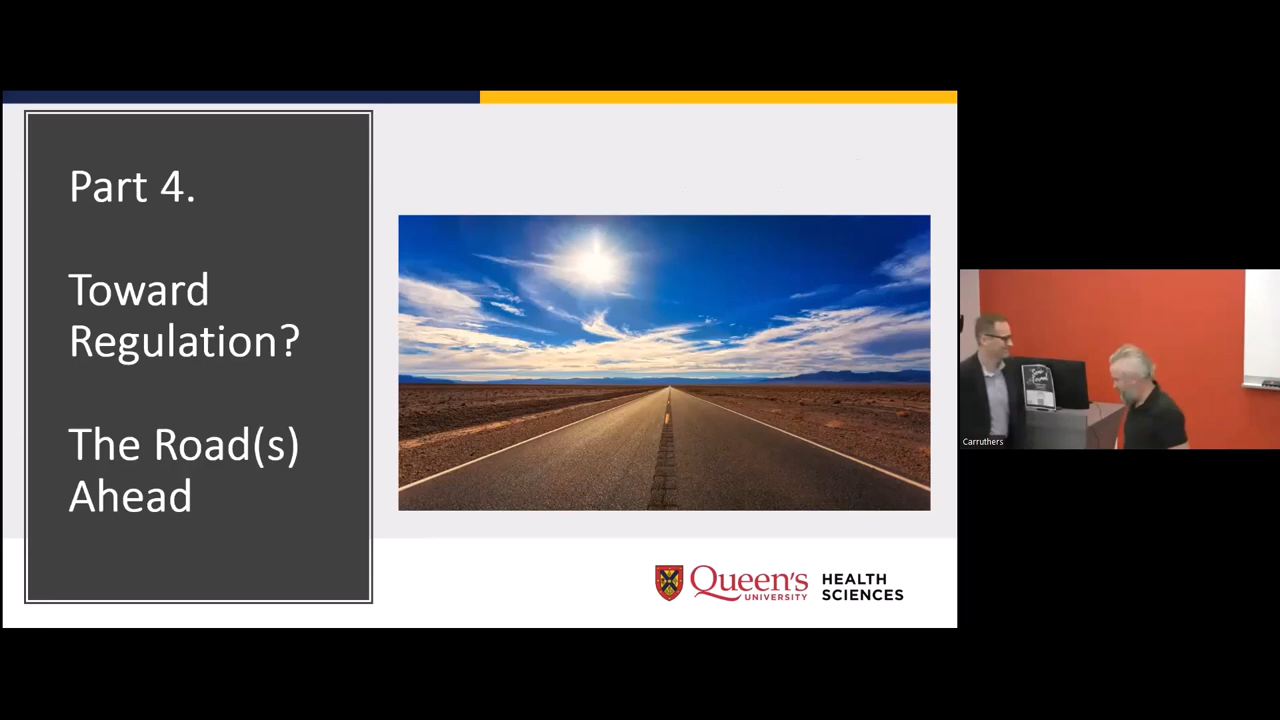 Part 4.
Toward
Regulation?
The Road(s)
Ahead
Queen's
UNIVERSITY
HEALTH
SCIENCES
Carruthers